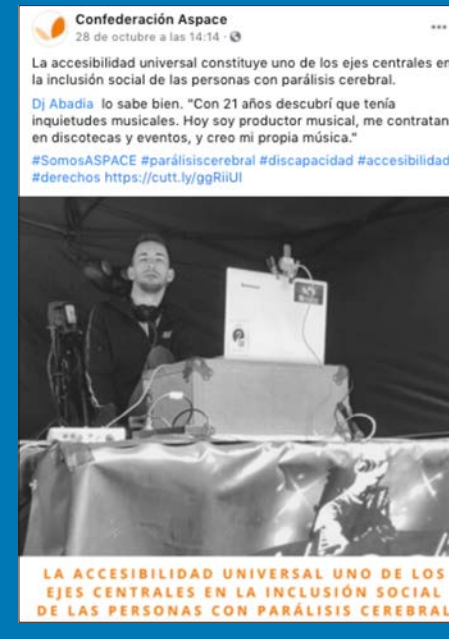 Confederación Aspace
28 de octubre a las 14:14 ·
La accesibilidad universal constituye uno de los ejes centrales en
la inclusión social de las personas con parálisis cerebral.
Dj Abadia lo sabe bien. "Con 21 años descubrí que tenía
inquietudes musicales. Hoy soy productor musical, me contratan
en discotecas y eventos, y creo mi propia música."
#SomosASPACE #parálisiscerebral #discapacidad #accesibilidad
#derechos https://cutt.ly/ggRiiUl
LA ACCESIBILIDAD UNIVERSAL UNO DE LOS
EJES CENTRALES EN LA INCLUSIÓN SOCIAL
DE LAS PERSONAS CON PARÁLISIS CEREBRAL